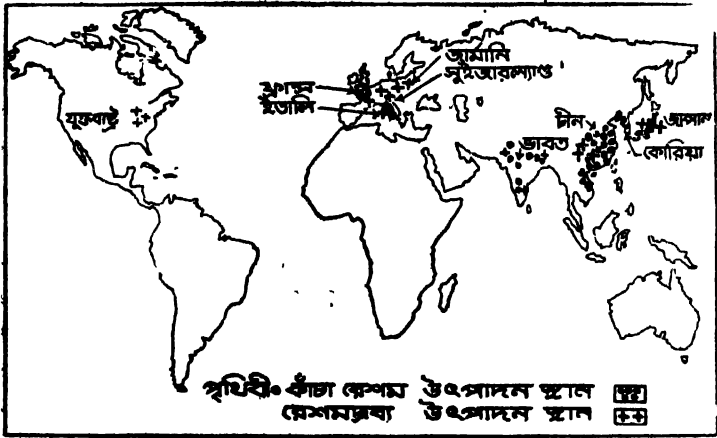 জার্মানি
সুইজারল্যাণ্ড
ফ্রান্স
ইতালি
যুক্তরাষ্ট্র
চীন
জাপান
ভারত
কোরিয়া
পৃথিবীঃ কাঁচা রেশম উৎপাদন স্থান
রেশমদ্রব্য উৎপাদন স্থান